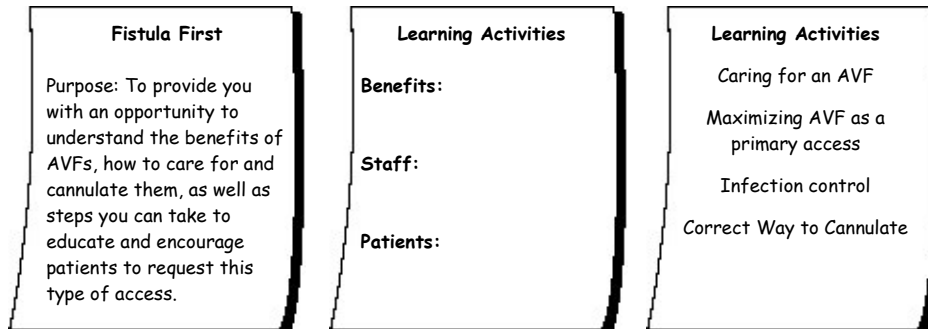 Fistula First
Purpose: To provide you
with an opportunity to
understand the benefits of
AVFs, how to care for and
cannulate them, as well as
steps you can take to
educate and encourage
patients to request this
type of access.
Learning Activities
Benefits:
Staff:
Patients:
Learning Activities
Caring for an AVF
Maximizing AVF as a
primary access
Infection control
Correct Way to Cannulate